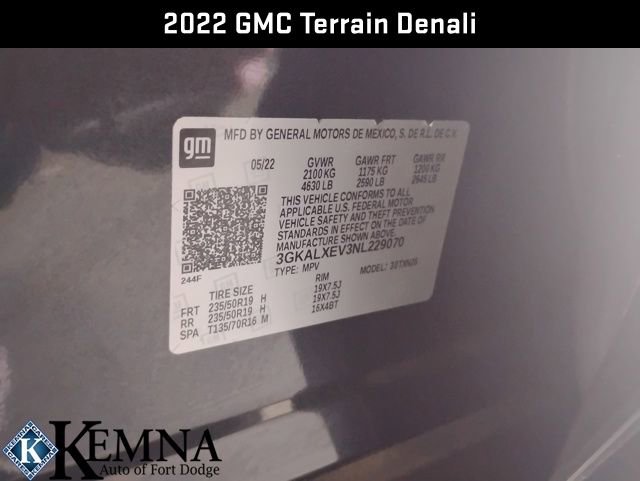 2022 GMC Terrain Denali
gm
MFD BY GENERAL MOTORS DE MEXICO, S. DE R.L. DE C.V.
05/22 GVWR GAWR FRT GAWR RR
2100 KG 1175 KG 1200 KG
4630 LB 2590 LB 2645 LB
THIS VEHICLE CONFORMS TO ALL
APPLICABLE U.S. FEDERAL MOTOR
VEHICLE SAFETY AND THEFT PREVENTION
STANDARDS IN EFFECT ON THE DATE OF
MANUFACTURE SHOWN ABOVE.
3GKALXEV3NL229070
TYPE: MPV MODEL:
244F
TIRE SIZE RIM
FRT 235/50R19 H 19X7.5J
RR 235/50R19 H 19X7.5J
SPA T135/70R16 M 16X4BT
K
KEMNA
Auto of Fort Dodge